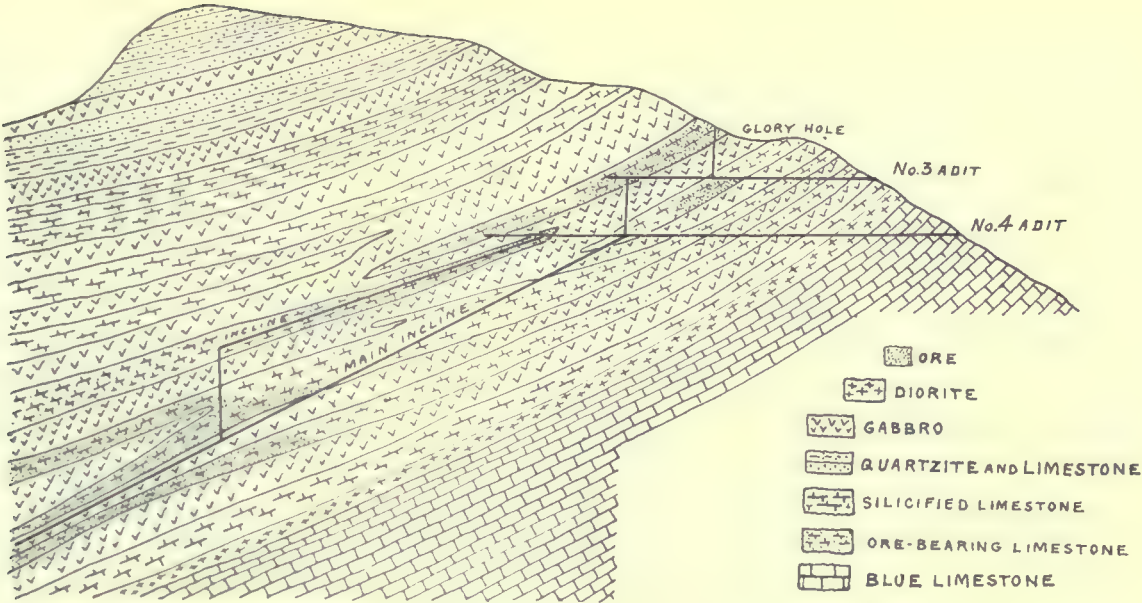 GLORY HOLE
No.3 ADIT
No.4 ADIT
INCLINE
MAIN INCLINE
ORE
DIORITE
GABBRO
QUARTZITE AND LIMESTONE
SILICIFIED LIMESTONE
ORE-BEARING LIMESTONE
BLUE LIMESTONE